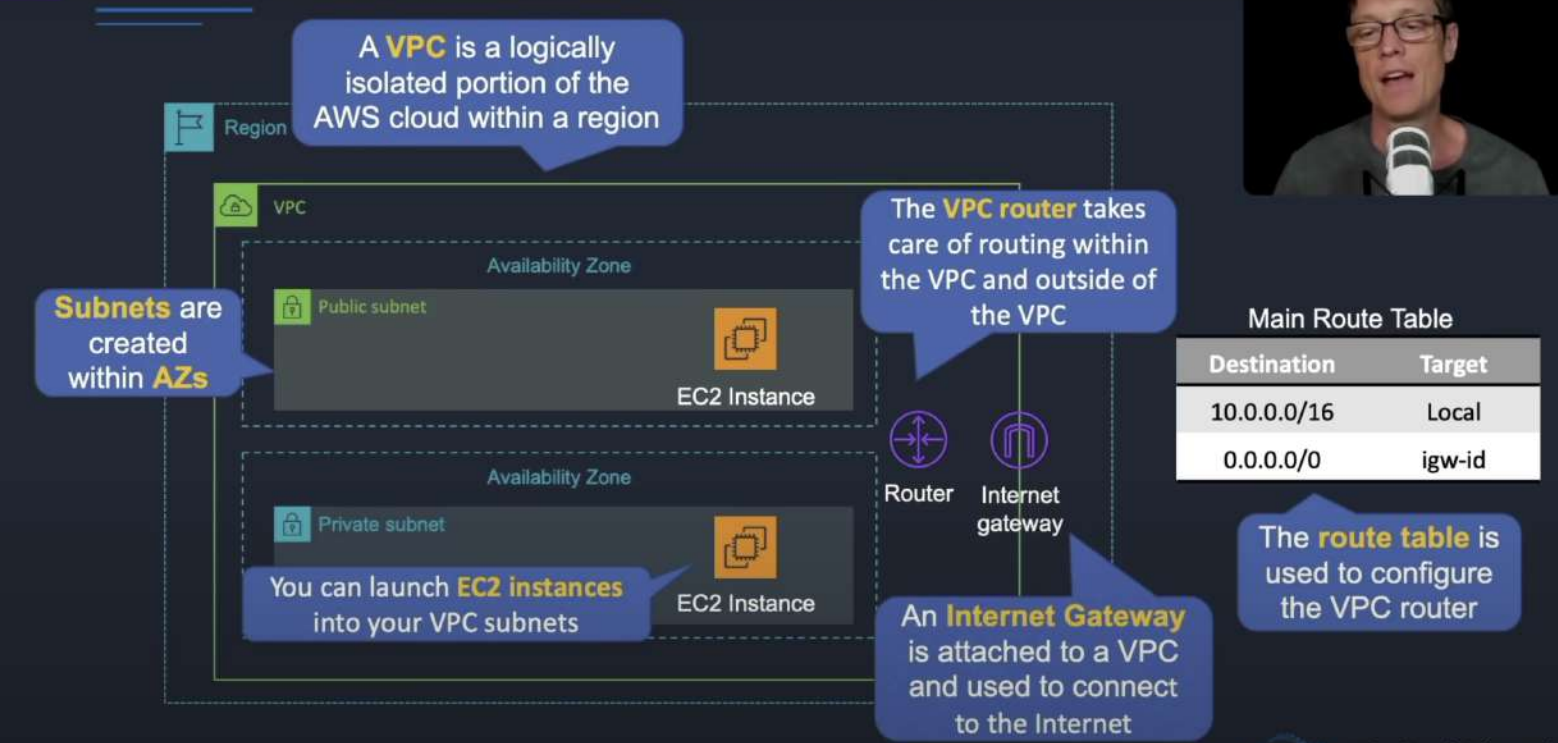 A VPC is a logically
isolated portion of the
AWS cloud within a region
Region
VPC
The VPC router takes
care of routing within
the VPC and outside of
the VPC
Availability Zone
Public subnet
EC2 Instance
Subnets are
created
within AZs
Main Route Table
Destination Target
10.0.0.0/16 Local
0.0.0.0/0 igw-id
Availability Zone
Private subnet
EC2 Instance
Router
Internet
gateway
You can launch EC2 instances
into your VPC subnets
The route table is
used to configure
the VPC router
An Internet Gateway
is attached to a VPC
and used to connect
to the Internet